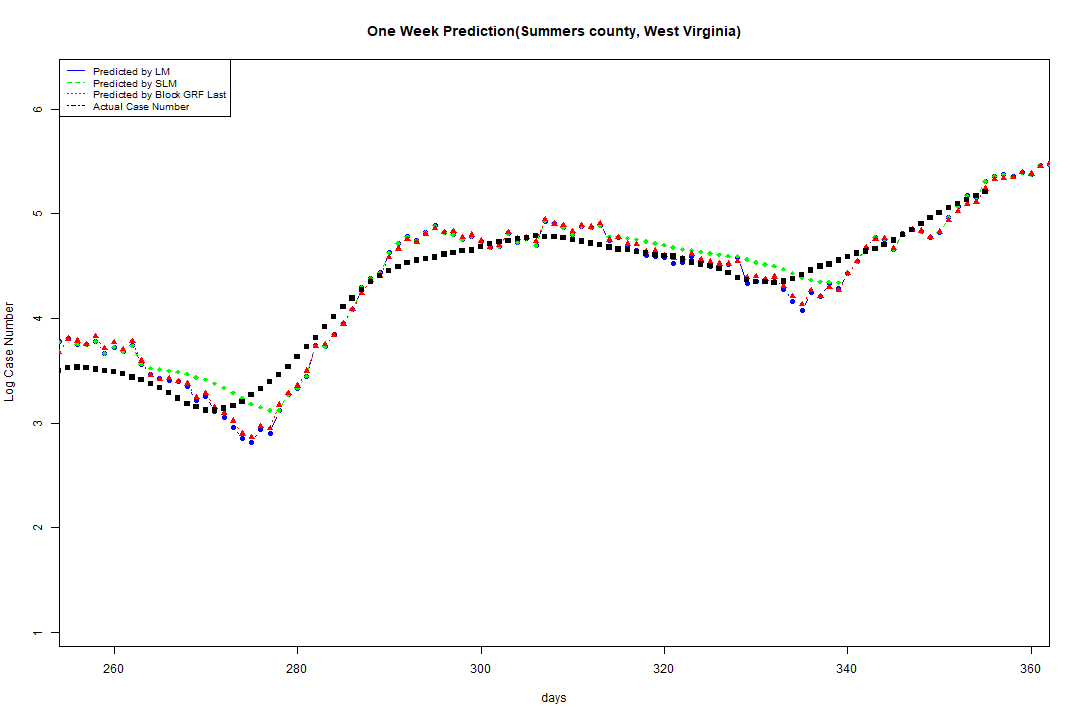 One Week Prediction(Summers county, West Virginia)
Predicted by LM
Predicted by SLM
Predicted by Block GRF Last
Actual Case Number
6
5
4
3
2
1
Log Case Number
260 280 300 320 340 360
days